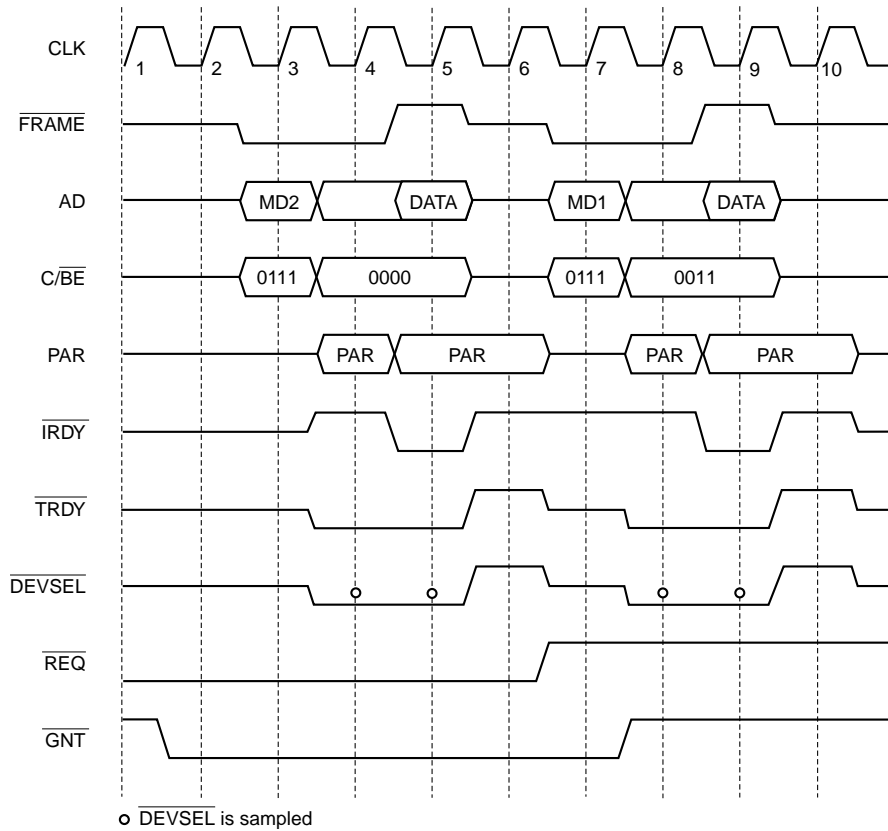 CLK
1 2 3 4 5 6 7 8 9 10
FRAME
AD MD2 DATA MD1 DATA
C/BE 0111 0000 0111 0011
PAR PAR PAR PAR PAR
IRDY
TRDY
DEVSEL
REQ
GNT
DEVSEL is sampled